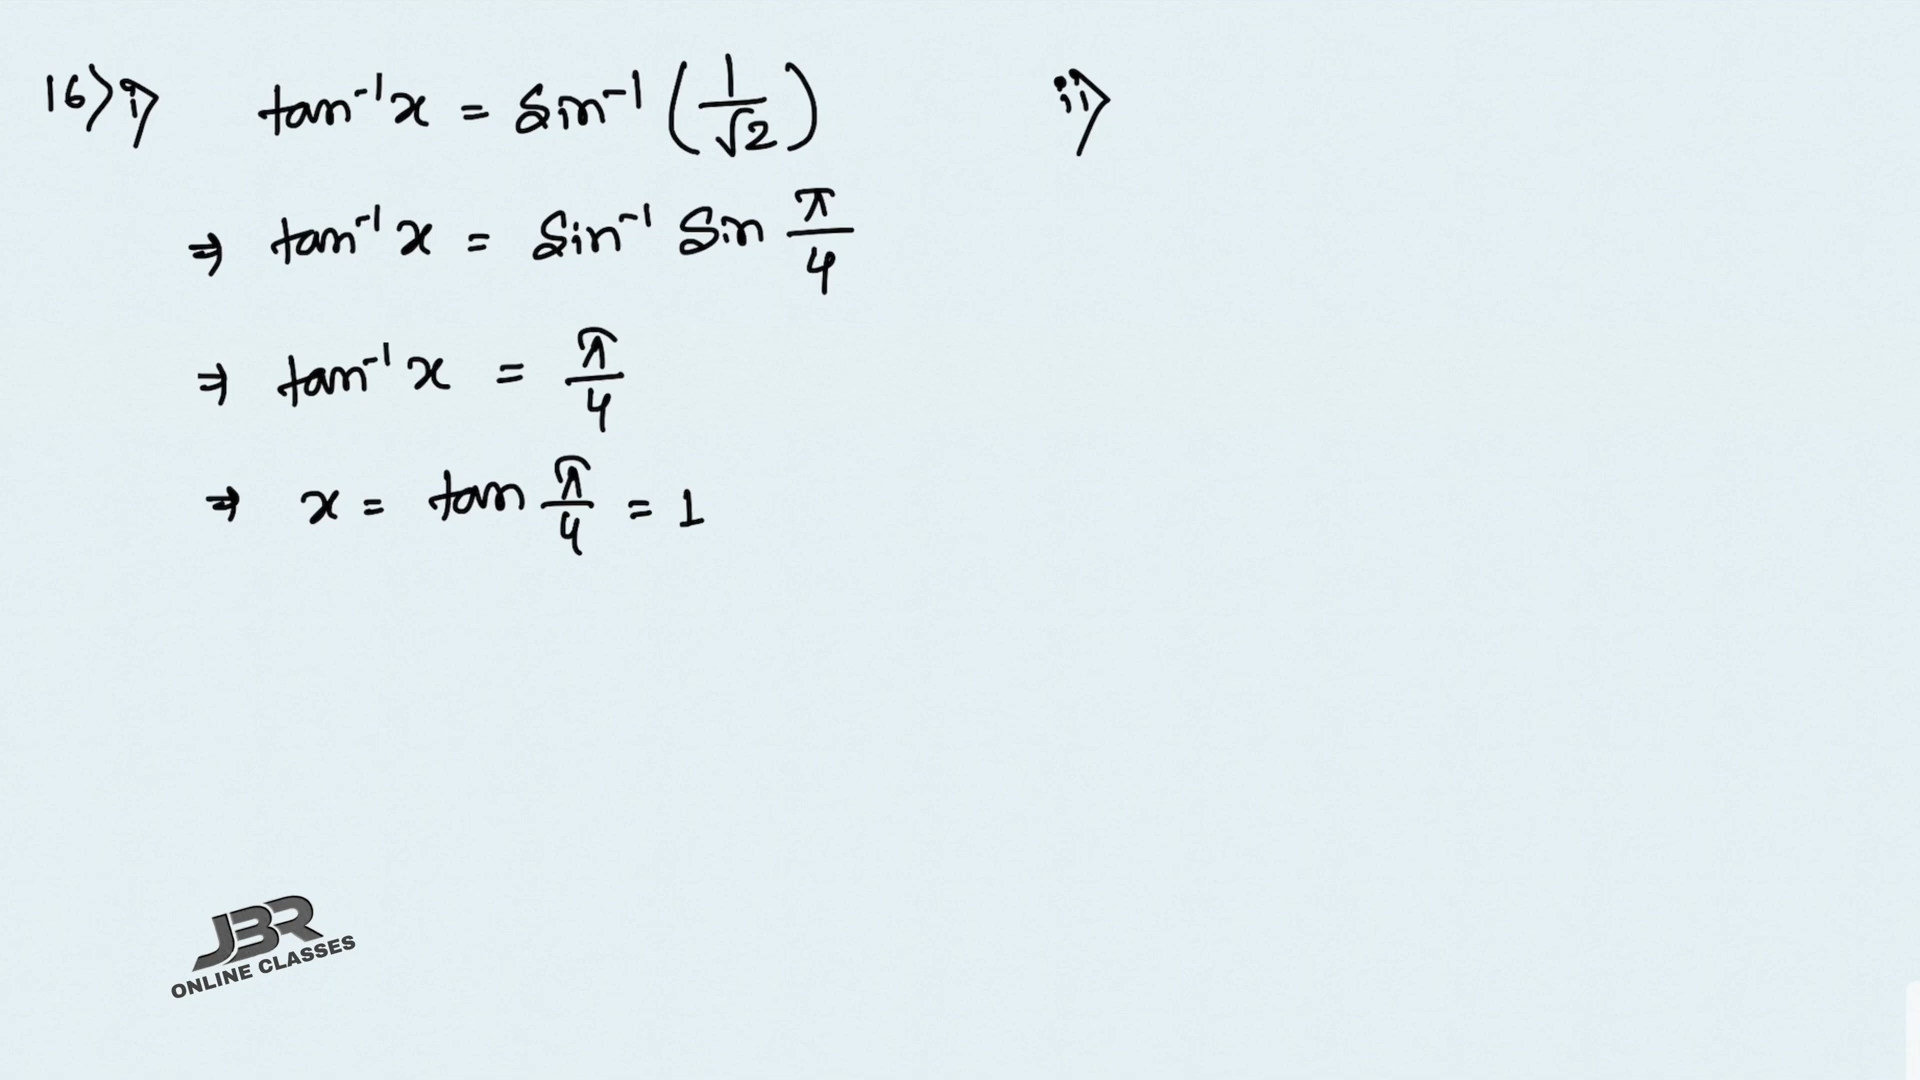 16) i) tan⁻¹x = Sin⁻¹(1/√2)
⇒ tan⁻¹x = Sin⁻¹ Sin π/4
⇒ tan⁻¹x = π/4
⇒ x = tan π/4 = 1
ii)
JBR
ONLINE CLASSES